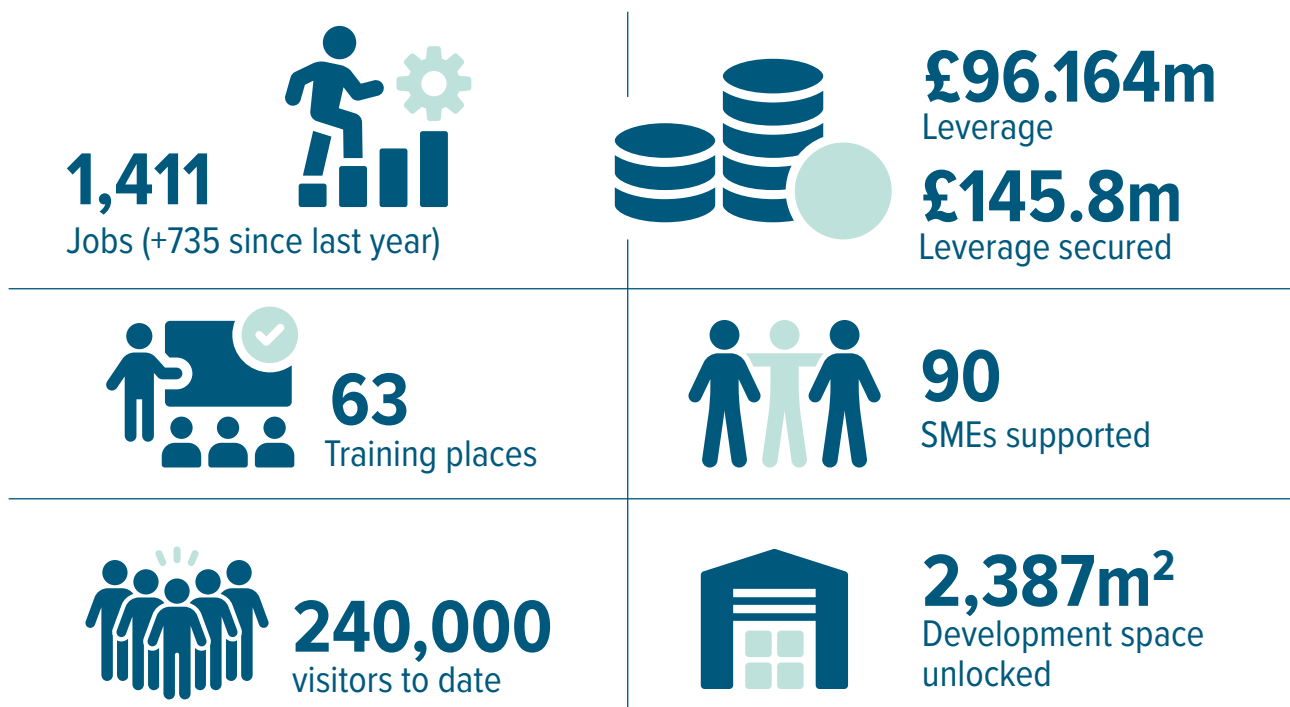 1,411
Jobs (+735 since last year)
£96.164m
Leverage
£145.8m
Leverage secured
63
Training places
90
SMEs supported
240,000
visitors to date
2,387m²
Development space
unlocked